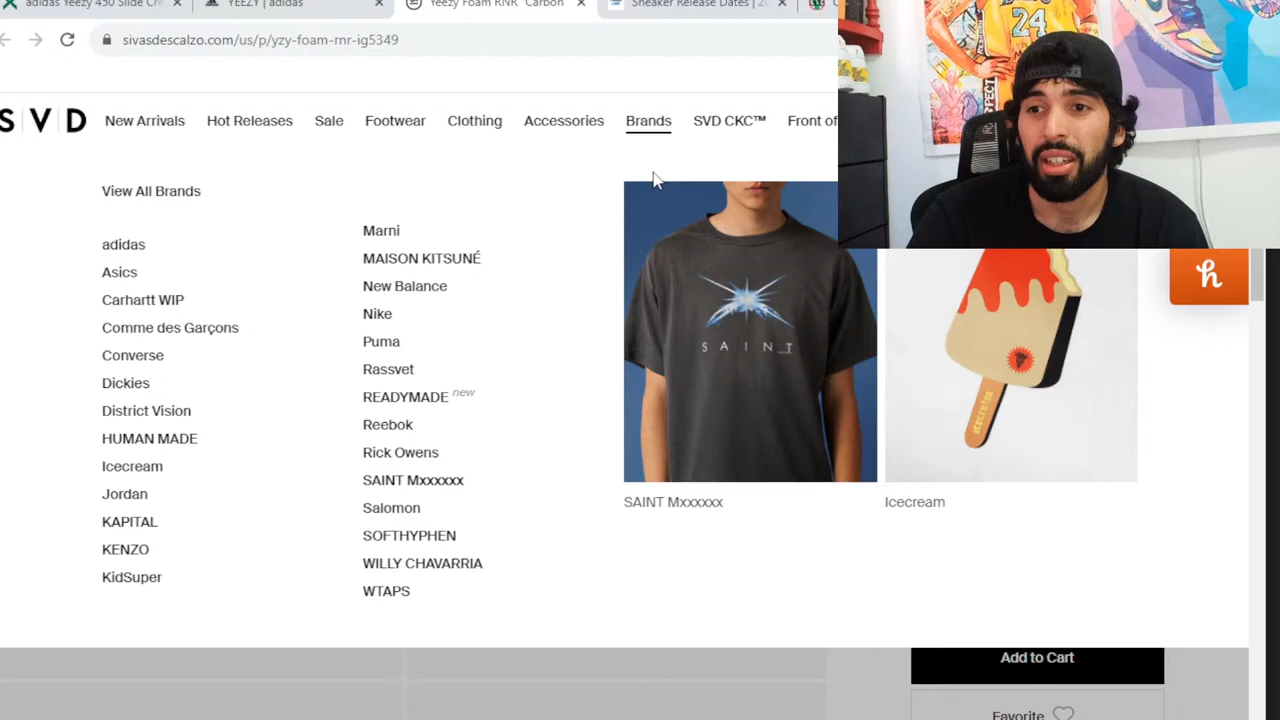 adidas Yeezy 450 Slide Cre
YEEZY | adidas
Yeezy Foam RNR 'Carbon'
Sneaker Release Dates | 2
sivasdescalzo.com/us/p/yzy-foam-rnr-ig5349
SVD
New Arrivals
Hot Releases
Sale
Footwear
Clothing
Accessories
Brands
SVD CKC™
Front of
View All Brands
adidas
Asics
Carhartt WIP
Comme des Garçons
Converse
Dickies
District Vision
HUMAN MADE
Icecream
Jordan
KAPITAL
KENZO
KidSuper
Marni
MAISON KITSUNÉ
New Balance
Nike
Puma
Rassvet
READYMADE new
Reebok
Rick Owens
SAINT Mxxxxxx
Salomon
SOFTHYPHEN
WILLY CHAVARRIA
WTAPS
SAINT
SAINT Mxxxxxx
icecream
Icecream
24
h
Add to Cart
Favorite